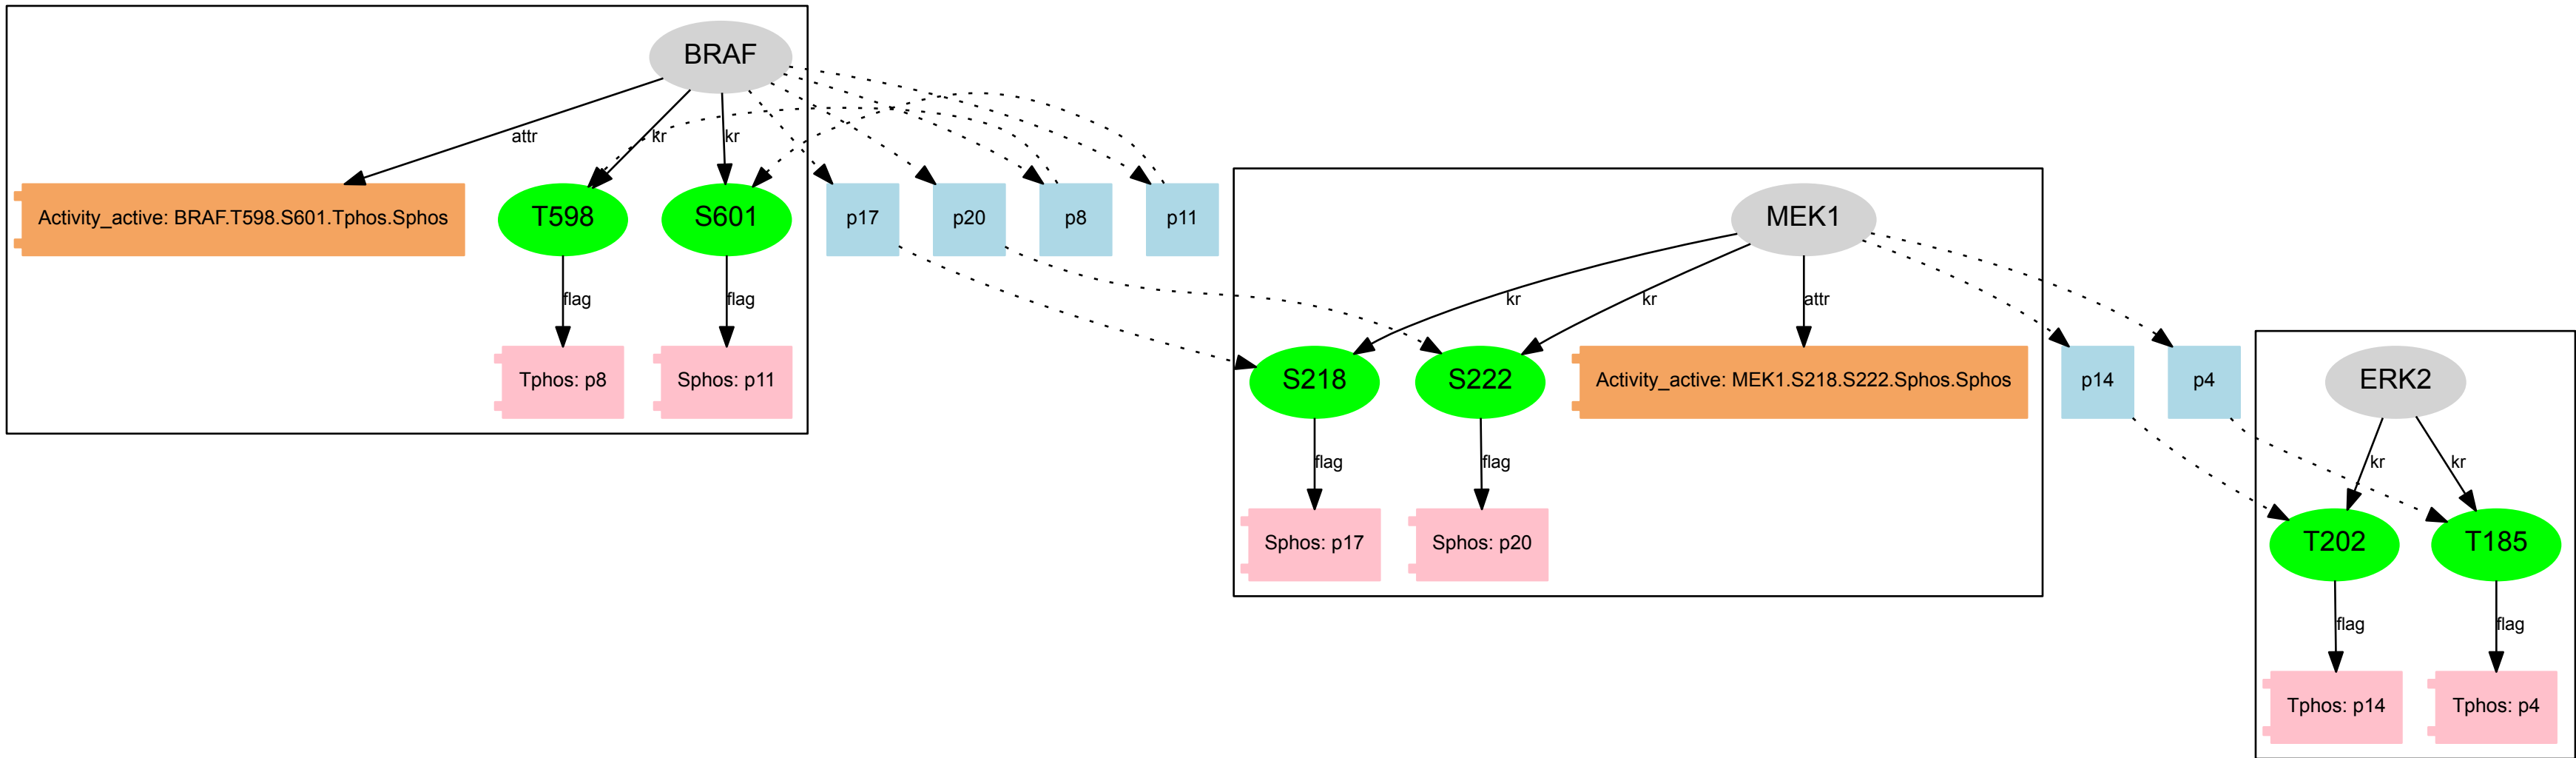 BRAF
attr
kr
kr
Activity_active: BRAF.T598.S601.Tphos.Sphos
T598
S601
p17
p20
p8
p11
MEK1
flag
flag
kr
kr
attr
Tphos: p8
Sphos: p11
S218
S222
Activity_active: MEK1.S218.S222.Sphos.Sphos
p14
p4
ERK2
flag
flag
kr
kr
Sphos: p17
Sphos: p20
T202
T185
flag
flag
Tphos: p14
Tphos: p4